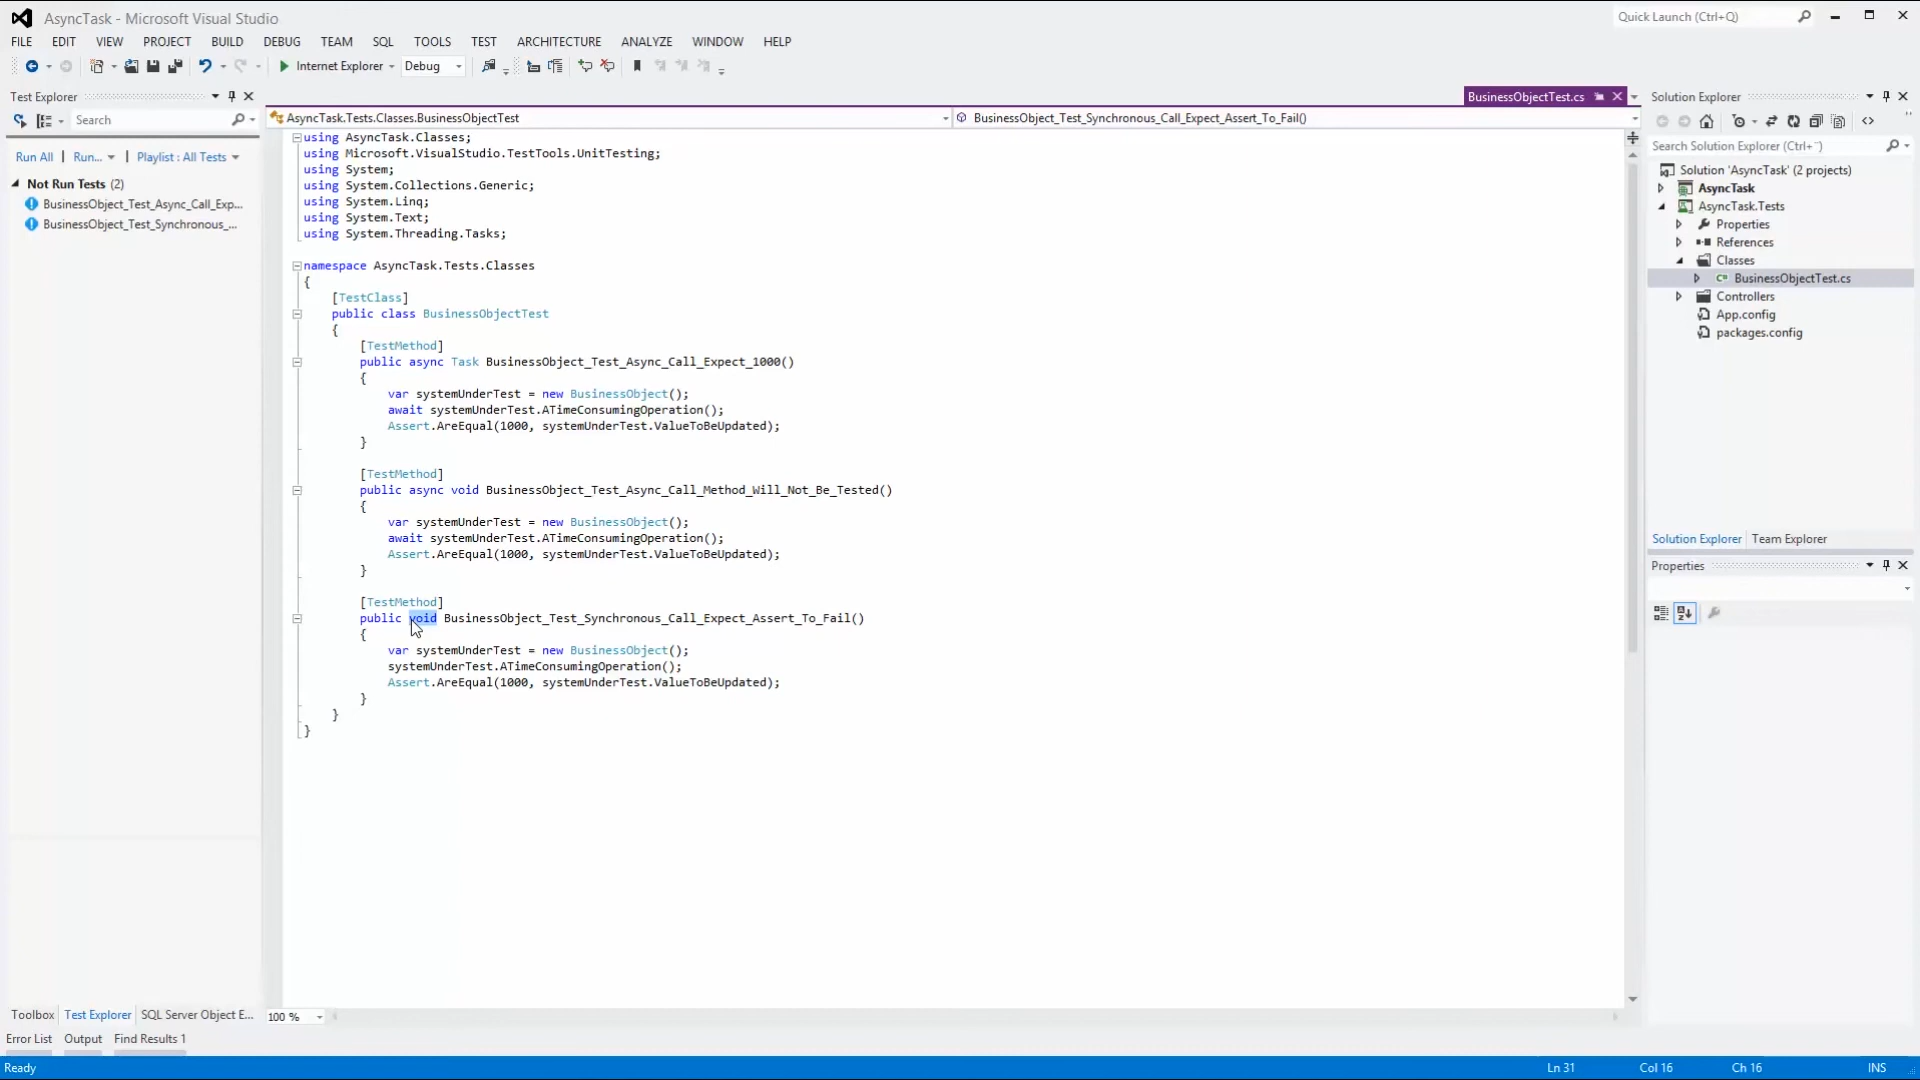 AsyncTask - Microsoft Visual Studio
Quick Launch (Ctrl+Q)
FILE EDIT VIEW PROJECT BUILD DEBUG TEAM SQL TOOLS TEST ARCHITECTURE ANALYZE WINDOW HELP
Internet Explorer Debug
Test Explorer
Search
Run All | Run... | Playlist : All Tests
Not Run Tests (2)
BusinessObject_Test_Async_Call_Exp...
BusinessObject_Test_Synchronous_...
BusinessObjectTest.cs
AsyncTask.Tests.Classes.BusinessObjectTest
BusinessObject_Test_Synchronous_Call_Expect_Assert_To_Fail()
using AsyncTask.Classes;
using Microsoft.VisualStudio.TestTools.UnitTesting;
using System;
using System.Collections.Generic;
using System.Linq;
using System.Text;
using System.Threading.Tasks;
namespace AsyncTask.Tests.Classes
{
[TestClass]
public class BusinessObjectTest
{
[TestMethod]
public async Task BusinessObject_Test_Async_Call_Expect_1000()
{
var systemUnderTest = new BusinessObject();
await systemUnderTest.ATimeConsumingOperation();
Assert.AreEqual(1000, systemUnderTest.ValueToBeUpdated);
}
[TestMethod]
public async void BusinessObject_Test_Async_Call_Method_Will_Not_Be_Tested()
{
var systemUnderTest = new BusinessObject();
await systemUnderTest.ATimeConsumingOperation();
Assert.AreEqual(1000, systemUnderTest.ValueToBeUpdated);
}
[TestMethod]
public void BusinessObject_Test_Synchronous_Call_Expect_Assert_To_Fail()
{
var systemUnderTest = new BusinessObject();
systemUnderTest.ATimeConsumingOperation();
Assert.AreEqual(1000, systemUnderTest.ValueToBeUpdated);
}
}
}
Solution Explorer
Search Solution Explorer (Ctrl+¨)
Solution 'AsyncTask' (2 projects)
AsyncTask
AsyncTask.Tests
Properties
References
Classes
BusinessObjectTest.cs
Controllers
App.config
packages.config
Solution Explorer Team Explorer
Properties
Toolbox Test Explorer SQL Server Object E...
100 %
Error List Output Find Results 1
Ready Ln 31 Col 16 Ch 16 INS